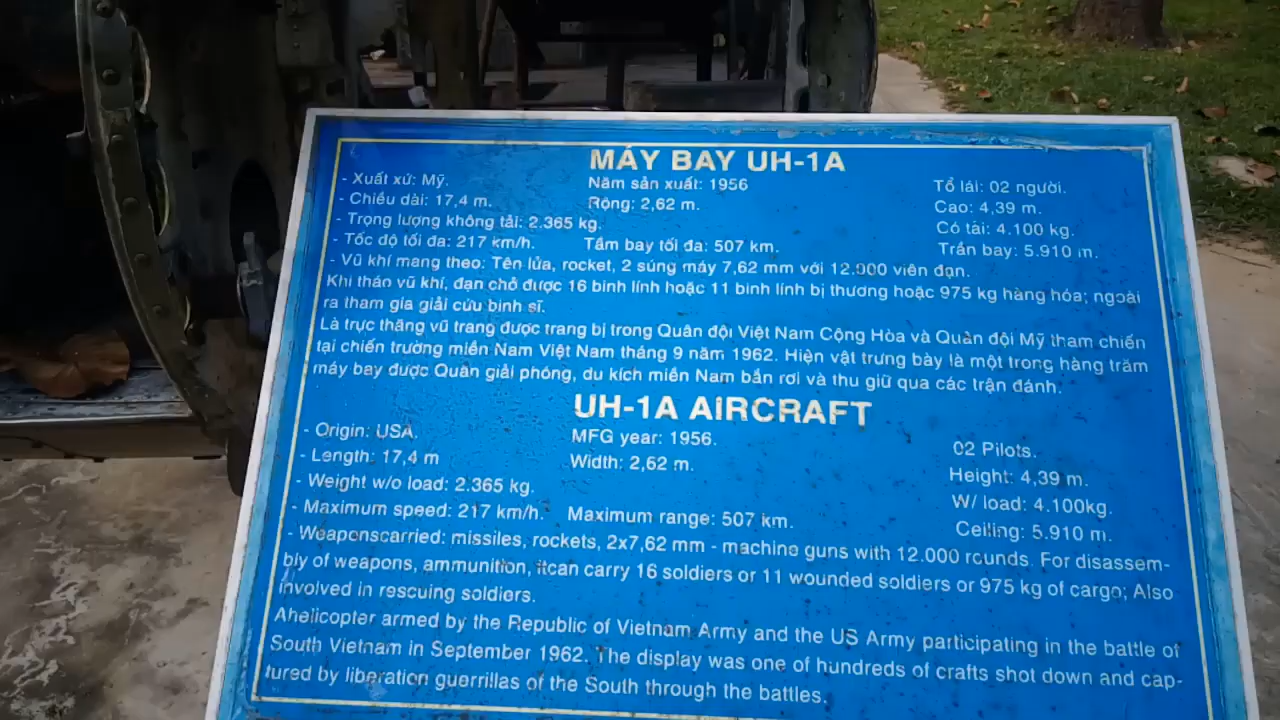 MÁY BAY UH-1A
- Xuất xứ: Mỹ. Năm sản xuất: 1956 Tổ lái: 02 người.
- Chiều dài: 17,4 m. Rộng: 2,62 m. Cao: 4,39 m.
- Trọng lượng không tải: 2.365 kg. Có tải: 4.100 kg.
- Tốc độ tối đa: 217 km/h. Tầm bay tối đa: 507 km. Trần bay: 5.910 m.
- Vũ khí mang theo: Tên lửa, rocket, 2 súng máy 7,62 mm với 12.000 viên đạn.
Khi tháo vũ khí, đạn chở được 16 binh lính hoặc 11 binh lính bị thương hoặc 975 kg hàng hóa; ngoài
ra tham gia giải cứu binh sĩ.
Là trực thăng vũ trang được trang bị trong Quân đội Việt Nam Cộng Hòa và Quân đội Mỹ tham chiến
tại chiến trường miền Nam Việt Nam tháng 9 năm 1962. Hiện vật trưng bày là một trong hàng trăm
máy bay được Quân giải phóng, du kích miền Nam bắn rơi và thu giữ qua các trận đánh.
UH-1A AIRCRAFT
- Origin: USA. MFG year: 1956. 02 Pilots.
- Length: 17,4 m Width: 2,62 m. Height: 4,39 m.
- Weight w/o load: 2.365 kg. W/ load: 4.100kg.
- Maximum speed: 217 km/h. Maximum range: 507 km. Ceiling: 5.910 m.
- Weaponscarried: missiles, rockets, 2x7,62 mm - machine guns with 12.000 rounds. For disassem-
bly of weapons, ammunition, itcan carry 16 soldiers or 11 wounded soldiers or 975 kg of cargo; Also
involved in rescuing soldiers.
Ahelicopter armed by the Republic of Vietnam Army and the US Army participating in the battle of
South Vietnam in September 1962. The display was one of hundreds of crafts shot down and cap-
tured by liberation guerrillas of the South through the battles.